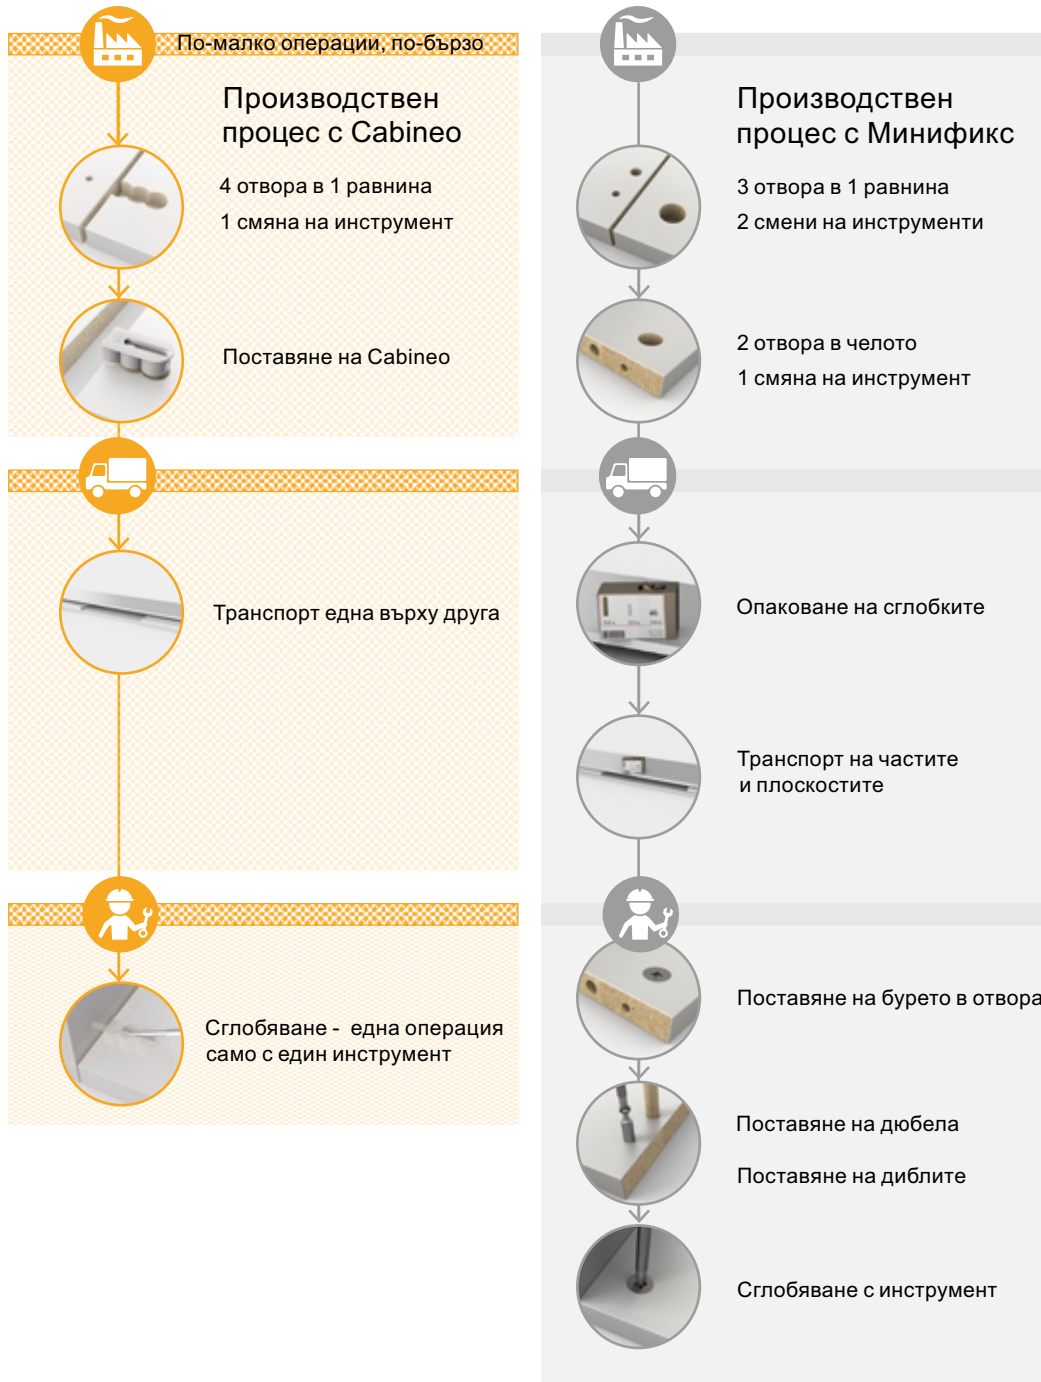 По-малко операции, по-бързо
Производствен
процес с Cabineo
4 отвора в 1 равнина
1 смяна на инструмент
Поставяне на Cabineo
Транспорт една върху друга
Сглобяване - една операция
само с един инструмент
Производствен
процес с Минификс
3 отвора в 1 равнина
2 смени на инструменти
2 отвора в челото
1 смяна на инструмент
Опаковане на сглобките
Транспорт на частите
и плоскостите
Поставяне на бурето в отвора
Поставяне на дюбела
Поставяне на диблите
Сглобяване с инструмент